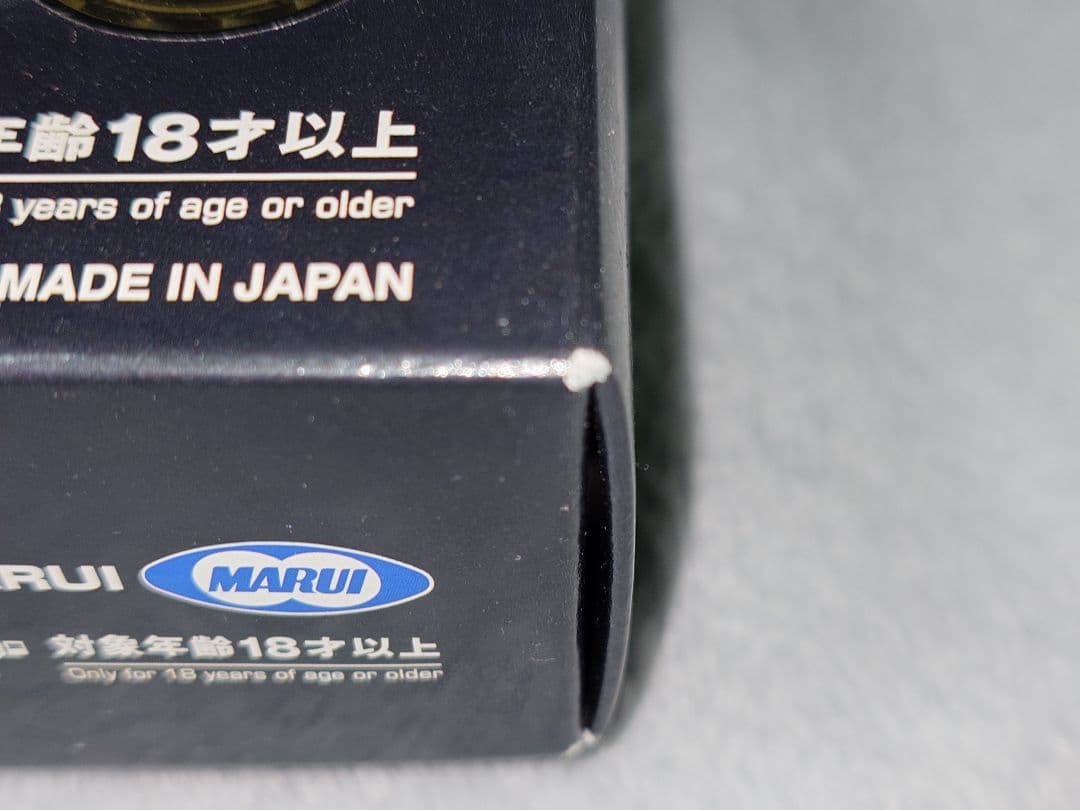 年齢18才以上
years of age or older
MADE IN JAPAN
RUI MARUI
対象年齢18才以上
Only for 18 years of age or older